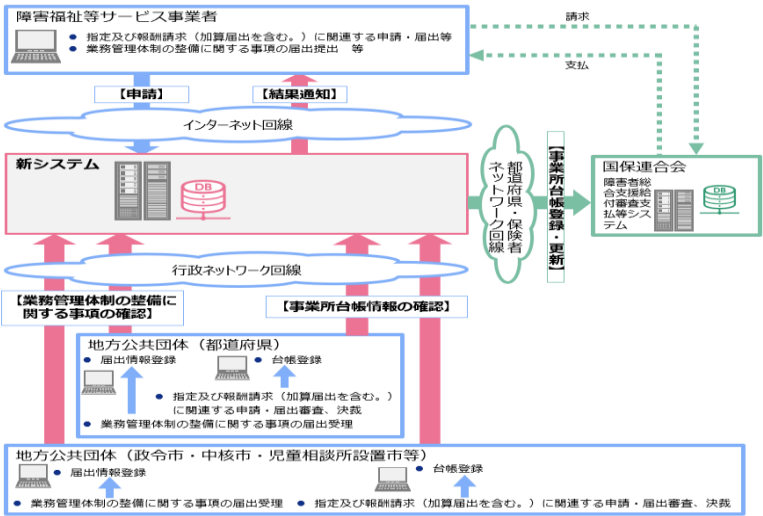 障害福祉等サービス事業者
● 指定及び報酬請求（加算届出を含む。）に関連する申請・届出等
● 業務管理体制の整備に関する事項の届出提出　等
請求
支払
【申請】
【結果通知】
インターネット回線
新システム
DB
都道府県・保険者
ネットワーク回線
【事業所台帳登録・更新】
国保連合会
障害者総
合支援給
付審査支
払等シス
テム
DB
行政ネットワーク回線
【業務管理体制の整備に
関する事項の確認】
【事業所台帳情報の確認】
地方公共団体（都道府県）
● 届出情報登録
● 台帳登録
● 指定及び報酬請求（加算届出を含む。）
に関連する申請・届出審査、決裁
● 業務管理体制の整備に関する事項の届出受理
地方公共団体（政令市・中核市・児童相談所設置市等）
● 届出情報登録
● 台帳登録
● 業務管理体制の整備に関する事項の届出受理
● 指定及び報酬請求（加算届出を含む。）に関連する申請・届出審査、決裁